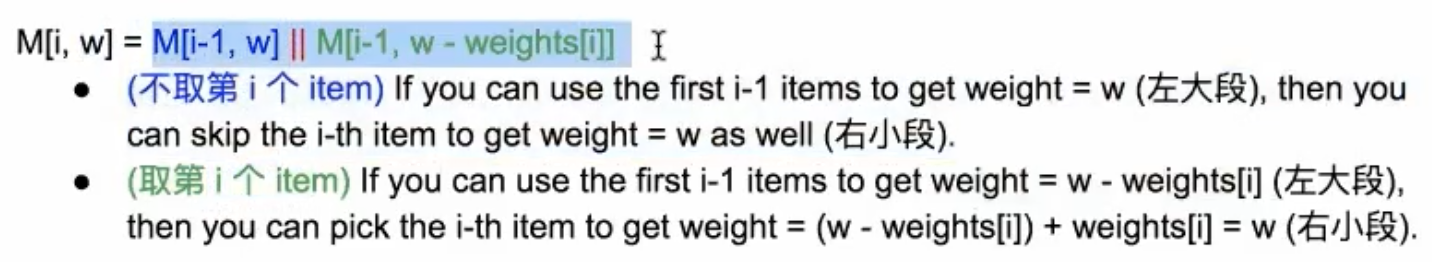 M[i, w] = M[i-1, w] || M[i-1, w - weights[i]]
● (不取第 i 个 item) If you can use the first i-1 items to get weight = w (左大段), then you
can skip the i-th item to get weight = w as well (右小段).
● (取第 i 个 item) If you can use the first i-1 items to get weight = w - weights[i] (左大段),
then you can pick the i-th item to get weight = (w - weights[i]) + weights[i] = w (右小段).